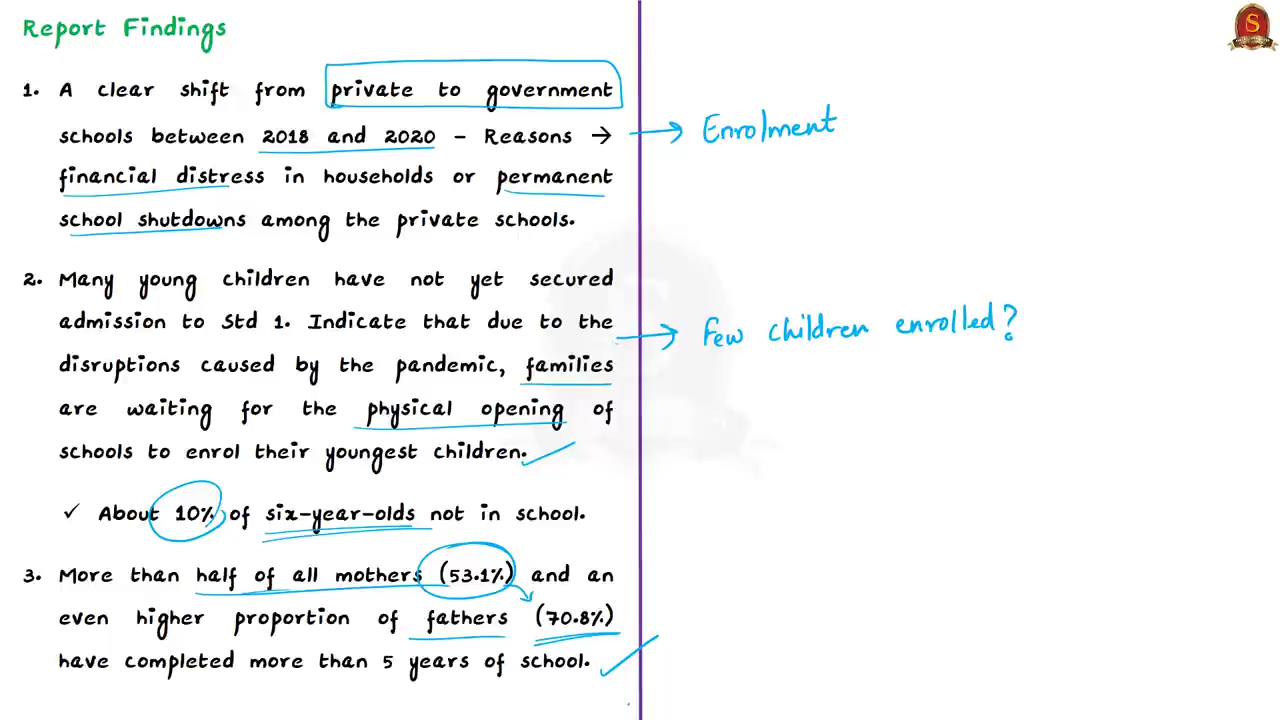 Report Findings
1. A clear shift from private to government
schools between 2018 and 2020 - Reasons →
financial distress in households or permanent
school shutdowns among the private schools.
→ Enrolment
2. Many young children have not yet secured
admission to Std 1. Indicate that due to the
disruptions caused by the pandemic, families
are waiting for the physical opening of
schools to enrol their youngest children.
→ Few children enrolled?
✓ About 10% of six-year-olds not in school.
3. More than half of all mothers (53.1%) and an
even higher proportion of fathers (70.8%)
have completed more than 5 years of school.
S